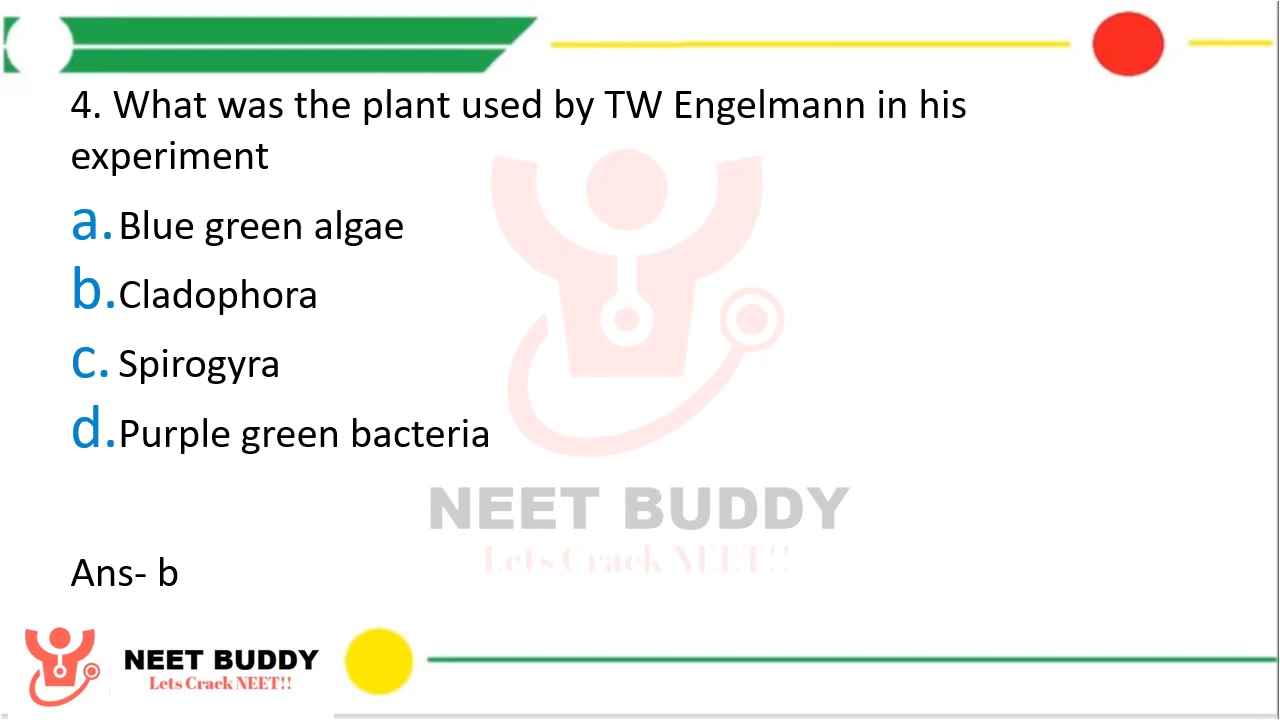 4. What was the plant used by TW Engelmann in his
experiment
a. Blue green algae
b. Cladophora
c. Spirogyra
d. Purple green bacteria
NEET BUDDY
Lets Crack NEET!!
Ans- b
NEET BUDDY
Lets Crack NEET!!